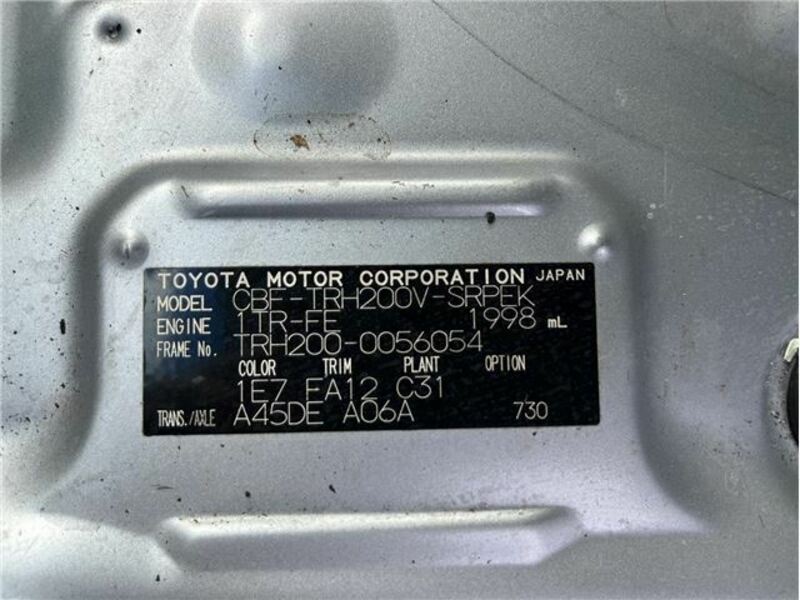 TOYOTA MOTOR CORPORATION JAPAN
MODEL CBF-TRH200V-SRPEK
ENGINE 1TR-FE 1998 mL
FRAME No. TRH200-0056054
COLOR TRIM PLANT OPTION
1E7 FA12 C31
TRANS./AXLE A45DE A06A 730